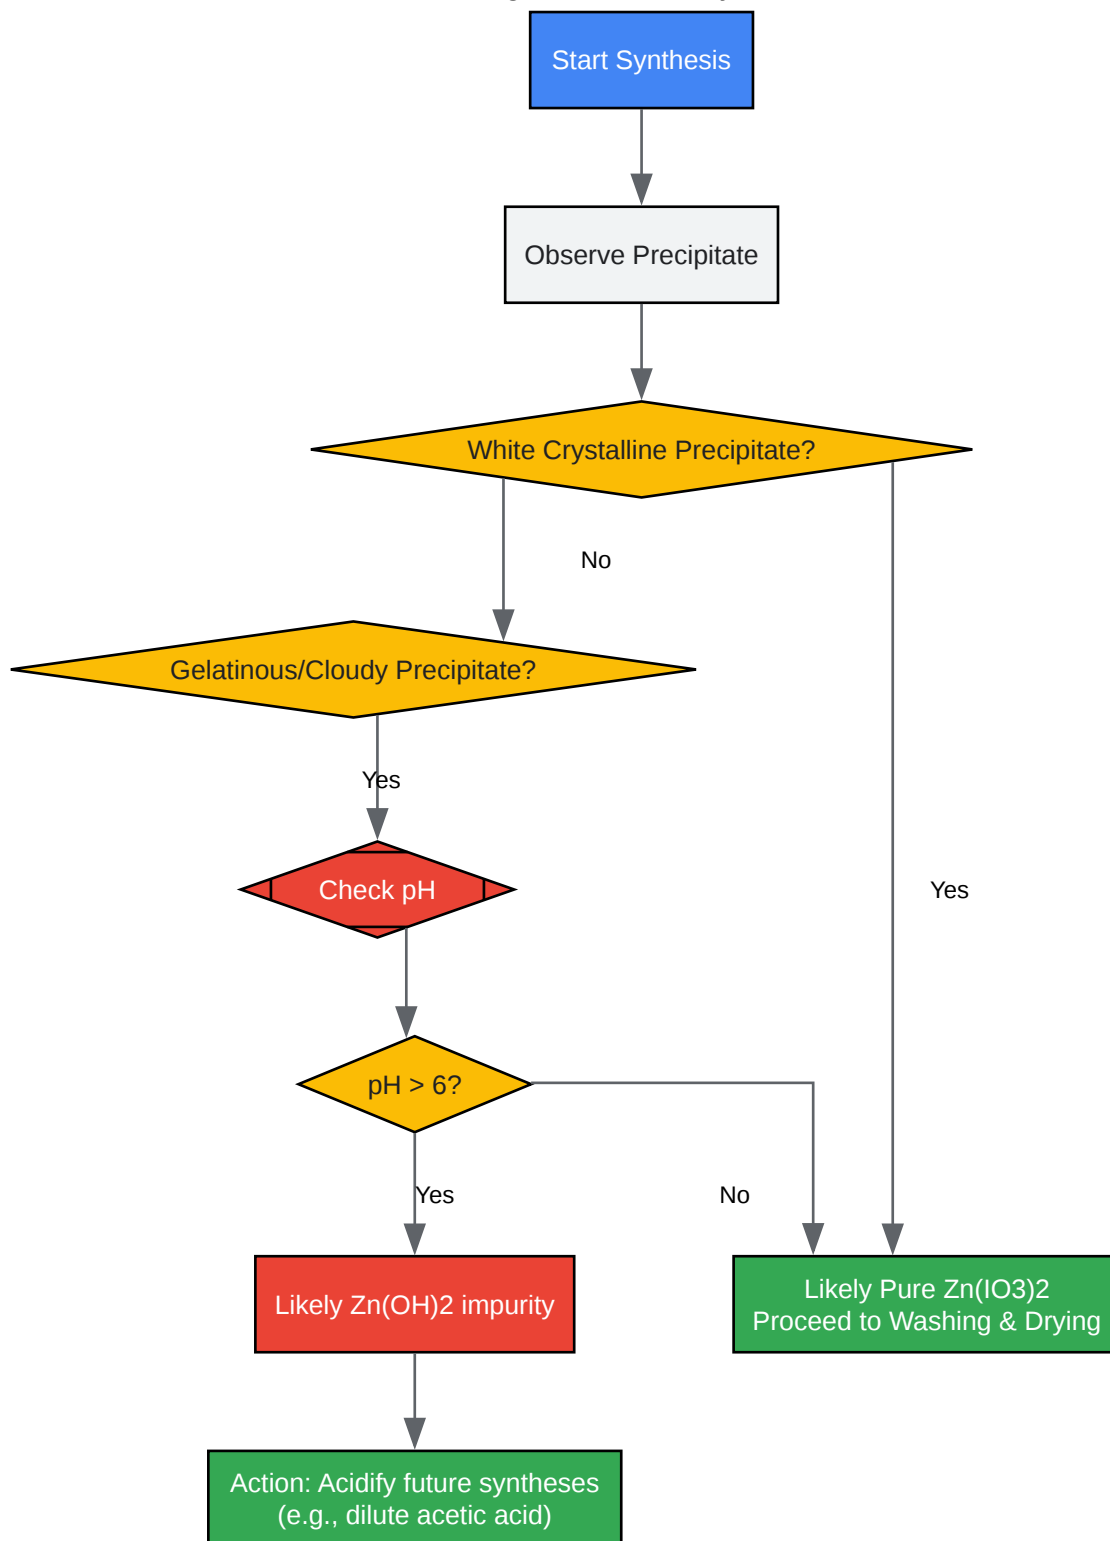 Start Synthesis
Observe Precipitate
White Crystalline Precipitate?
No
Gelatinous/Cloudy Precipitate?
Yes
Check pH
Yes
pH > 6?
Yes
No
Likely Zn(OH)2 impurity
Likely Pure Zn(IO3)2
Proceed to Washing & Drying
Action: Acidify future syntheses
(e.g., dilute acetic acid)